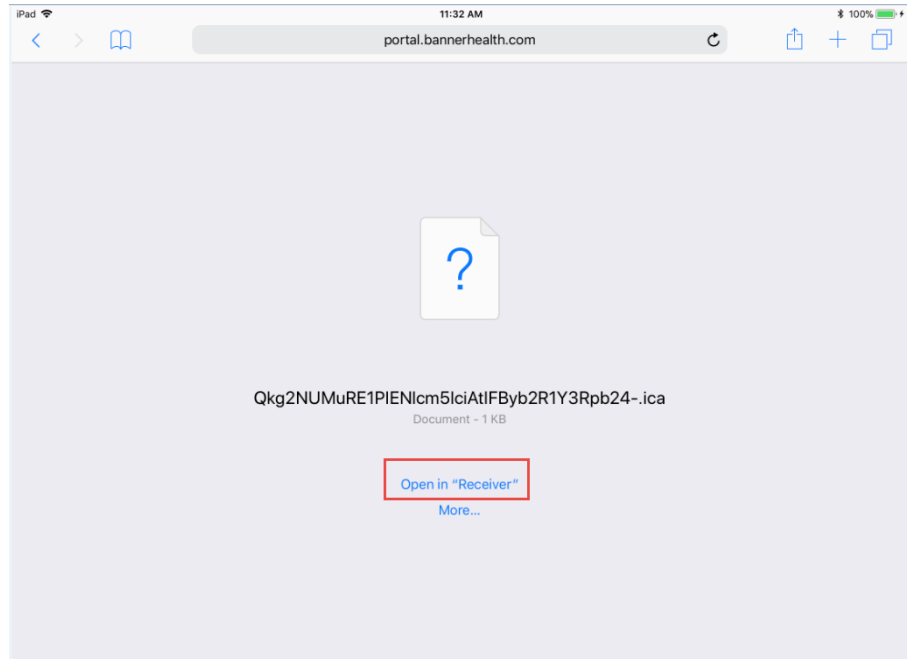 iPad 11:32 AM 100%
portal.bannerhealth.com
?
Qkg2NUMuRE1PIENlcm5lciAtIFByb2R1Y3Rpb24-.ica
Document - 1 KB
Open in “Receiver”
More...